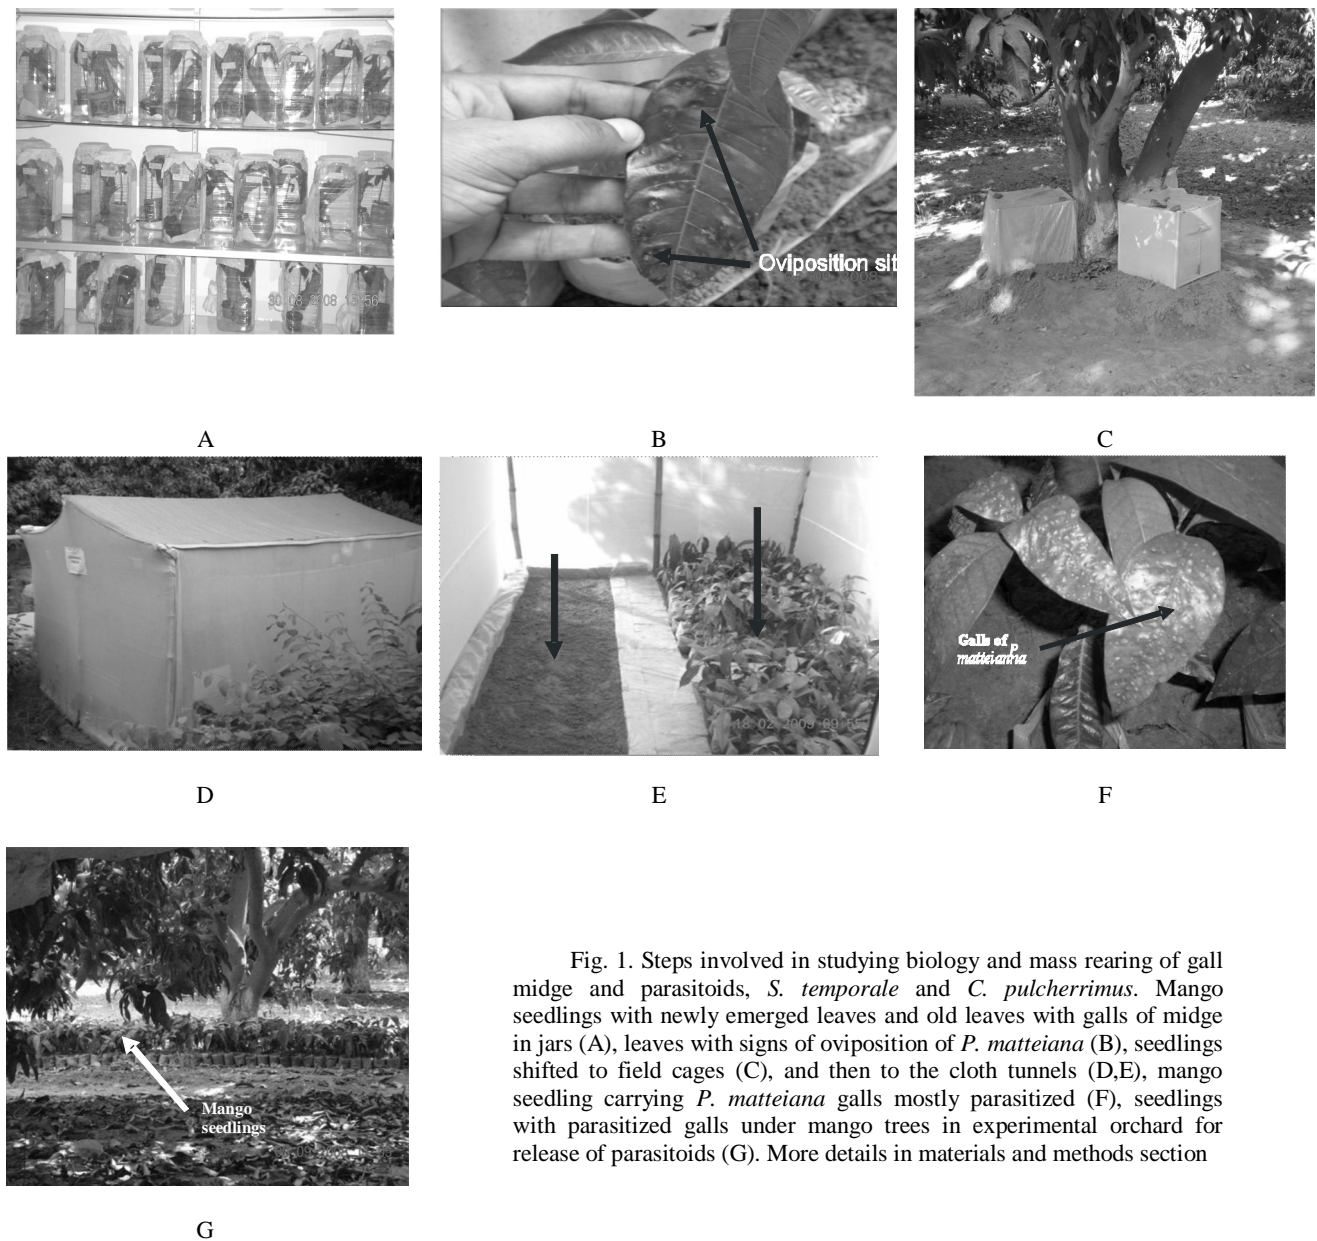 30 08 2008 15:56
Oviposition sit
A
B
C
18 02 2009 09:55
Galls of P
matteianna
D
E
F
Mango
seedlings
Fig. 1. Steps involved in studying biology and mass rearing of gall
midge and parasitoids, S. temporale and C. pulcherrimus. Mango
seedlings with newly emerged leaves and old leaves with galls of midge
in jars (A), leaves with signs of oviposition of P. matteiana (B), seedlings
shifted to field cages (C), and then to the cloth tunnels (D,E), mango
seedling carrying P. matteiana galls mostly parasitized (F), seedlings
with parasitized galls under mango trees in experimental orchard for
release of parasitoids (G). More details in materials and methods section
G